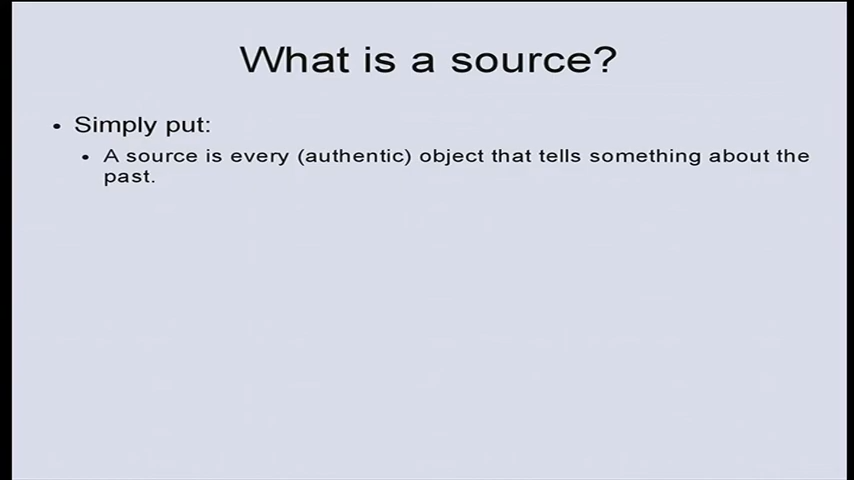 What is a source?
• Simply put:
• A source is every (authentic) object that tells something about the
past.